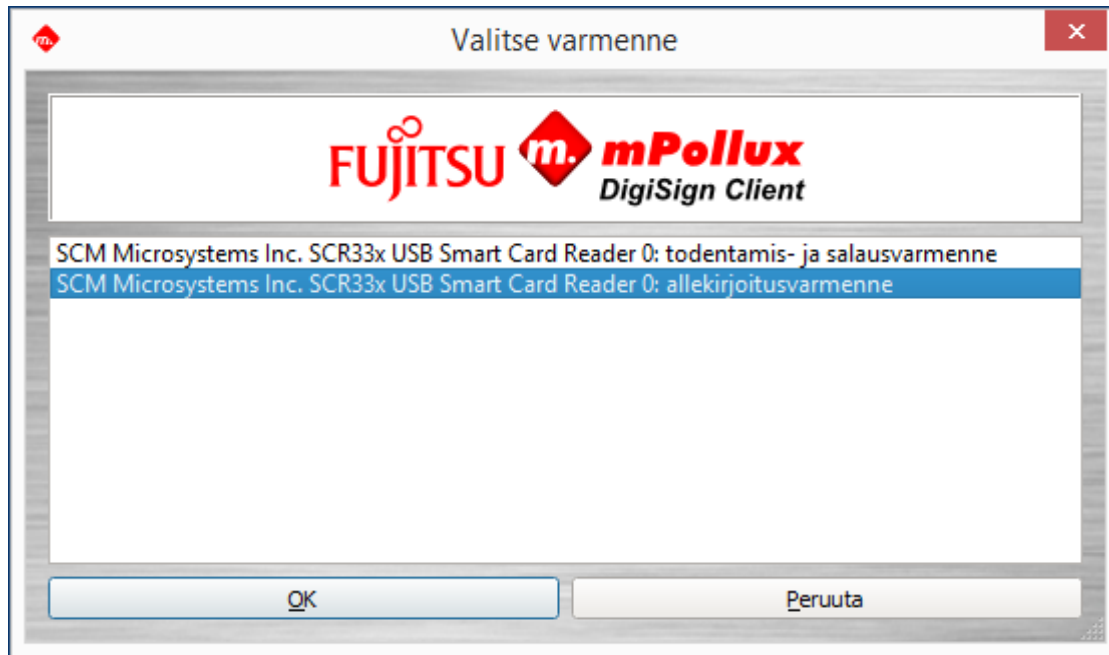 m.
Valitse varmenne
FUJITSU m. mPollux
DigiSign Client
SCM Microsystems Inc. SCR33x USB Smart Card Reader 0: todentamis- ja salausvarmenne
SCM Microsystems Inc. SCR33x USB Smart Card Reader 0: allekirjoitusvarmenne
OK Peruuta